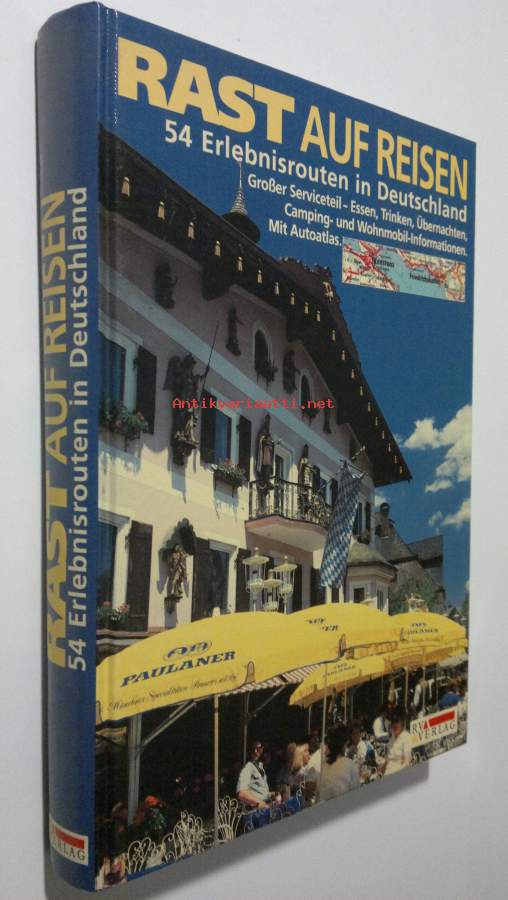 RAST AUF REISEN
54 Erlebnisrouten in Deutschland
Großer Serviceteil - Essen, Trinken, Übernachten,
Camping- und Wohnmobil-Informationen.
Mit Autoatlas.
Antikvariaatti.net
PAULANER
RV
VERLAG
RAST AUF REISEN
54 Erlebnisrouten in Deutschland
VERLAG